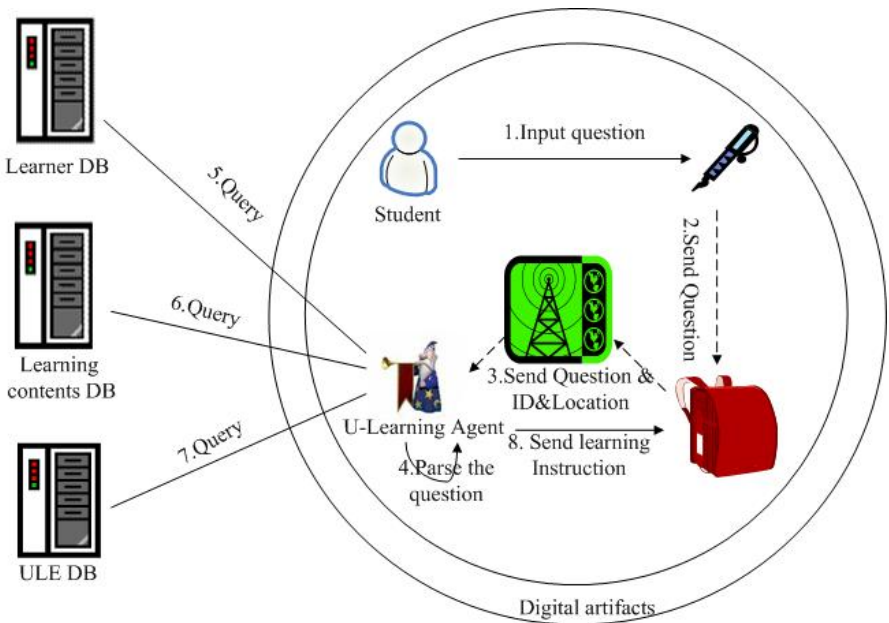 Learner DB
5.Query
1.Input question
Student
2.Send Question
Learning
contents DB
6.Query
3.Send Question &
ID&Location
U-Learning Agent
4.Parse the
question
8. Send learning
Instruction
7.Query
ULE DB
Digital artifacts